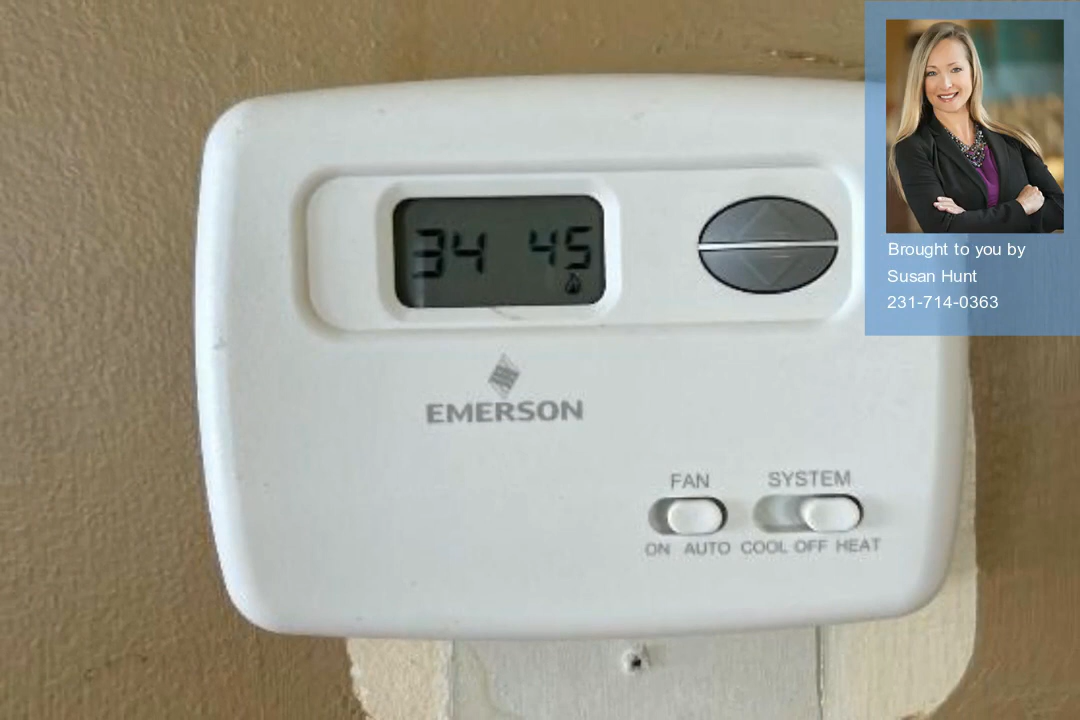 34 45
EMERSON
FAN SYSTEM
ON AUTO COOL OFF HEAT
Brought to you by
Susan Hunt
231-714-0363